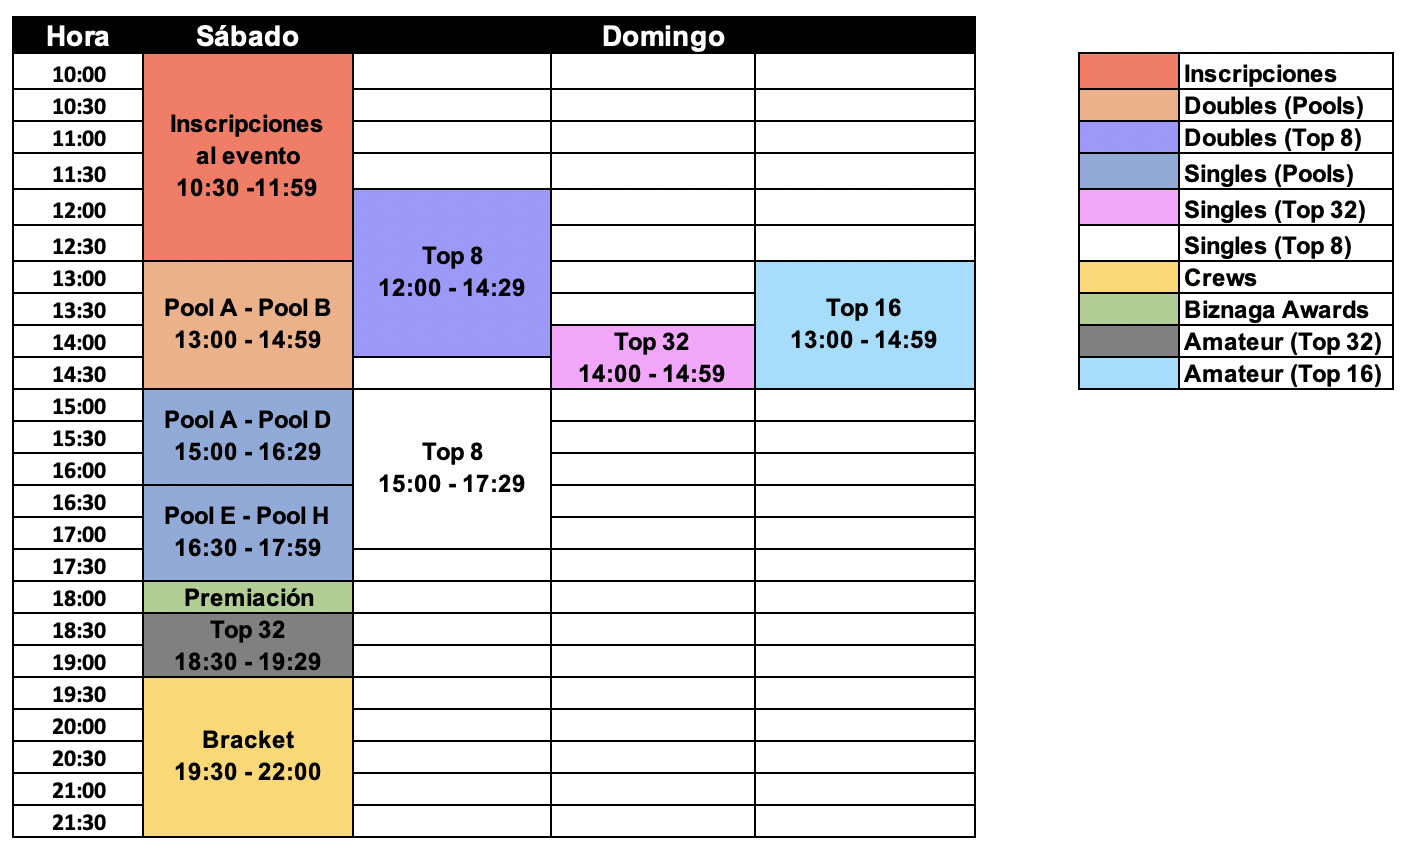 Hora Sábado Domingo
10:00
10:30
11:00
11:30
12:00
12:30
13:00
13:30
14:00
14:30
15:00
15:30
16:00
16:30
17:00
17:30
18:00
18:30
19:00
19:30
20:00
20:30
21:00
21:30
Inscripciones
al evento
10:30 -11:59
Pool A - Pool B
13:00 - 14:59
Pool A - Pool D
15:00 - 16:29
Pool E - Pool H
16:30 - 17:59
Premiación
Top 32
18:30 - 19:29
Bracket
19:30 - 22:00
Top 8
12:00 - 14:29
Top 8
15:00 - 17:29
Top 32
14:00 - 14:59
Top 16
13:00 - 14:59
Inscripciones
Doubles (Pools)
Doubles (Top 8)
Singles (Pools)
Singles (Top 32)
Singles (Top 8)
Crews
Biznaga Awards
Amateur (Top 32)
Amateur (Top 16)